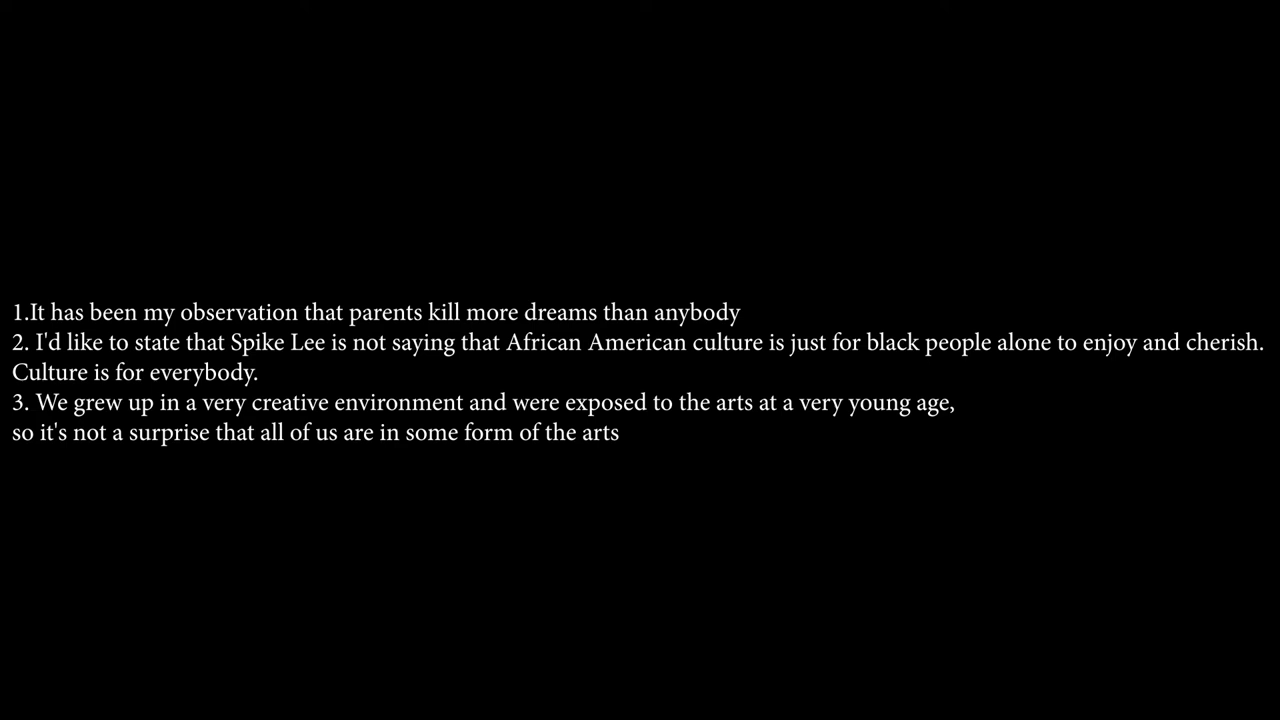 1.It has been my observation that parents kill more dreams than anybody
2. I'd like to state that Spike Lee is not saying that African American culture is just for black people alone to enjoy and cherish.
Culture is for everybody.
3. We grew up in a very creative environment and were exposed to the arts at a very young age,
so it's not a surprise that all of us are in some form of the arts